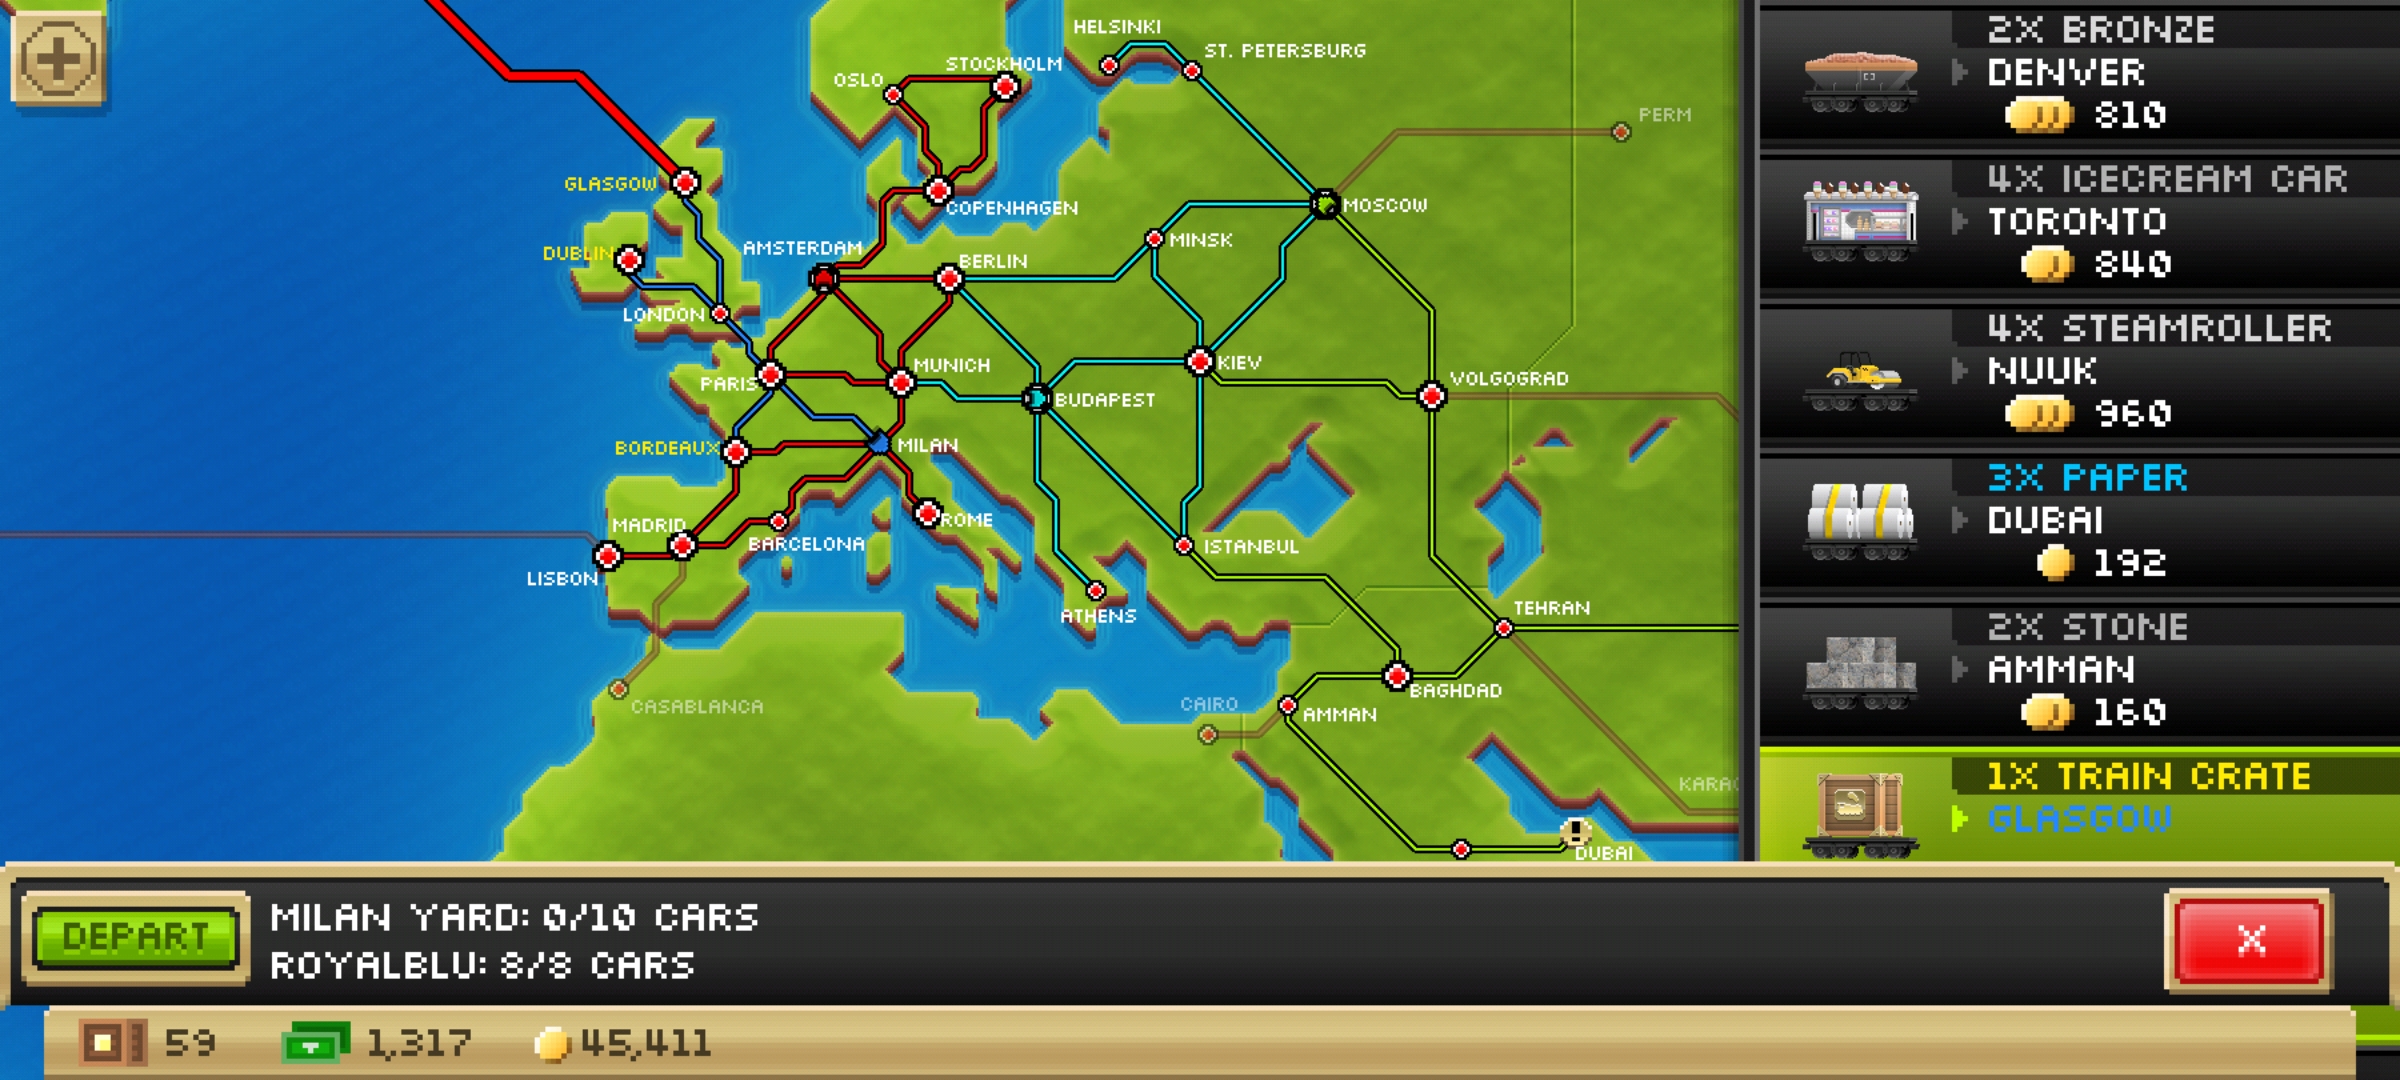 HELSINKI
ST. PETERSBURG
STOCKHOLM
OSLO
PERM
GLASGOW
COPENHAGEN
MOSCOW
MINSK
DUBLIN
AMSTERDAM
BERLIN
LONDON
PARIS
MUNICH
KIEV
VOLGOGRAD
BUDAPEST
BORDEAUX
MILAN
MADRID
ROME
BARCELONA
ISTANBUL
LISBON
ATHENS
TEHRAN
CASABLANCA
CAIRO
BAGHDAD
AMMAN
KARAC
DUBAI
2X BRONZE
DENVER
810
4X ICECREAM CAR
TORONTO
840
4X STEAMROLLER
NUUK
960
3X PAPER
DUBAI
192
2X STONE
AMMAN
160
1X TRAIN CRATE
GLASGOW
DEPART
MILAN YARD: 0/10 CARS
ROYALBLU: 8/8 CARS
X
59
1,317
45,411